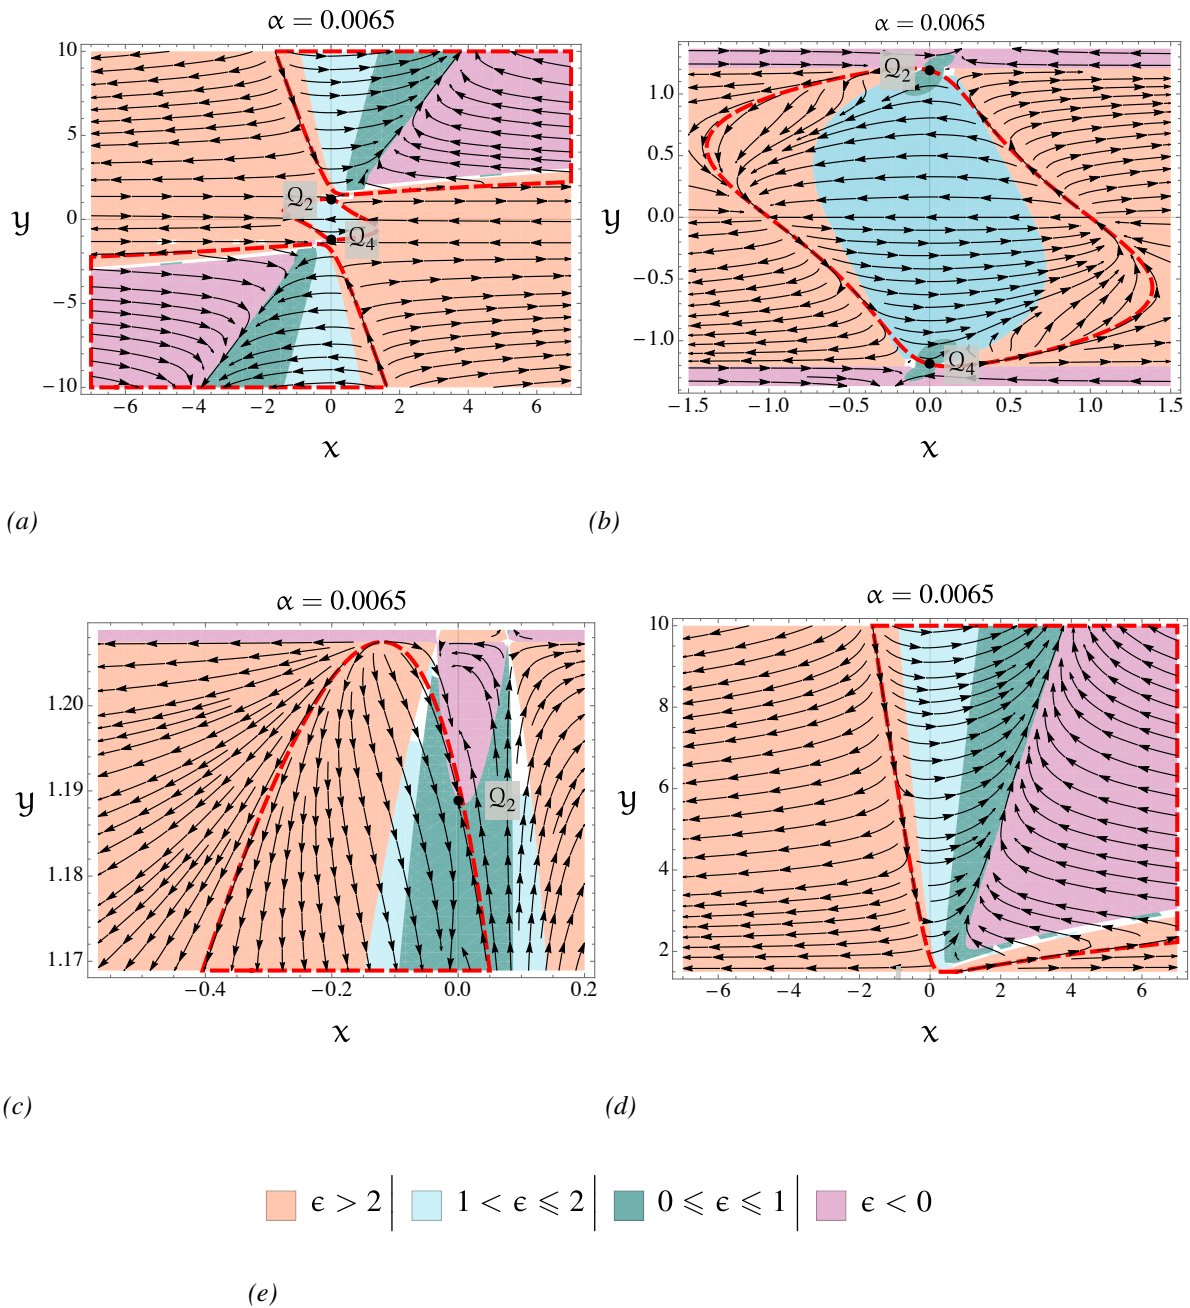 α = 0.0065
10
5
0
−5
−10
−6
−4
−2
0
2
4
6
y
x
Q2
Q4
(a)
α = 0.0065
1.0
0.5
0.0
−0.5
−1.0
−1.5
−1.0
−0.5
0.0
0.5
1.0
1.5
y
x
Q2
Q4
(b)
α = 0.0065
1.20
1.19
1.18
1.17
−0.4
−0.2
0.0
0.2
y
x
Q2
(c)
α = 0.0065
10
8
6
4
2
−6
−4
−2
0
2
4
6
y
x
(d)
ϵ > 2 | 1 < ϵ ⩽ 2 | 0 ⩽ ϵ ⩽ 1 | ϵ < 0
(e)